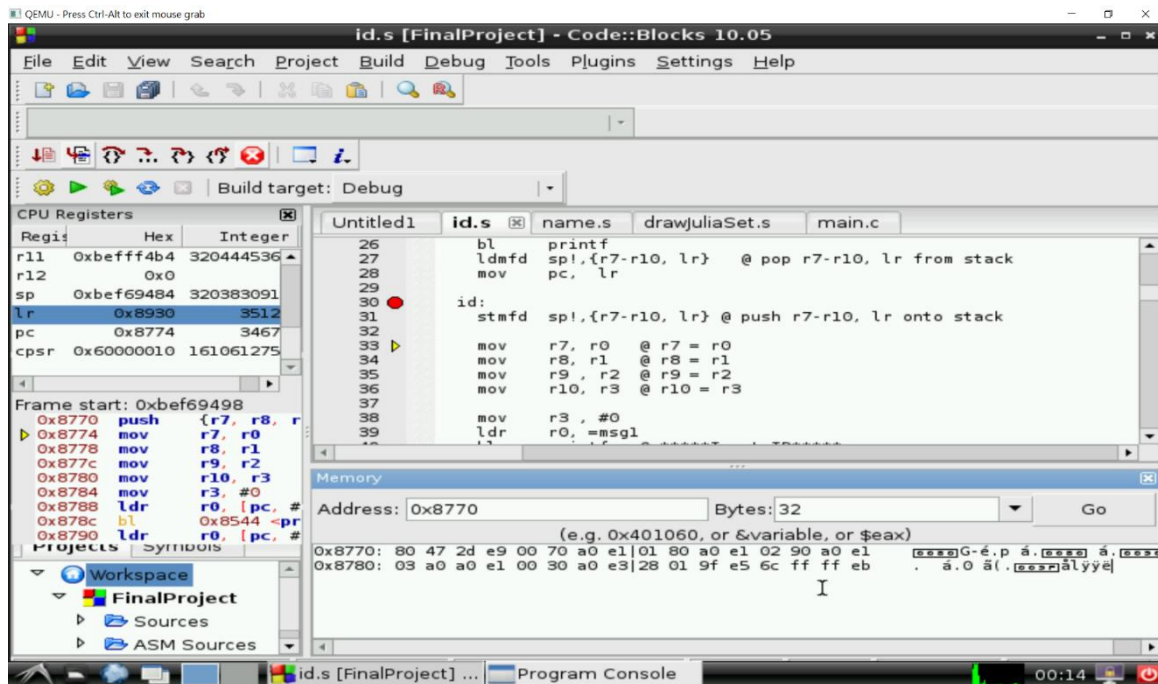 QEMU - Press Ctrl-Alt to exit mouse grab
id.s [FinalProject] - Code::Blocks 10.05
File Edit View Search Project Build Debug Tools Plugins Settings Help
Build target: Debug
CPU Registers
Regis Hex Integer
r11 0xbefff4b4 320444536
r12 0x0
sp 0xbef69484 320383091
lr 0x8930 3512
pc 0x8774 3467
cpsr 0x60000010 161061275
Frame start: 0xbef69498
0x8770 push {r7, r8, r
0x8774 mov r7, r0
0x8778 mov r8, r1
0x877c mov r9, r2
0x8780 mov r10, r3
0x8784 mov r3, #0
0x8788 ldr r0, [pc, #
0x878c bl 0x8544 <pr
0x8790 ldr r0, [pc, #
Projects Symbols
Workspace
FinalProject
Sources
ASM Sources
Untitled1 id.s name.s drawJuliaSet.s main.c
26 bl printf
27 ldmfd sp!,{r7-r10, lr} @ pop r7-r10, lr from stack
28 mov pc, lr
29
30 id:
31 stmfd sp!,{r7-r10, lr} @ push r7-r10, lr onto stack
32
33 mov r7, r0 @ r7 = r0
34 mov r8, r1 @ r8 = r1
35 mov r9 , r2 @ r9 = r2
36 mov r10, r3 @ r10 = r3
37
38 mov r3 , #0
39 ldr r0, =msg1
Memory
Address: 0x8770 Bytes: 32 Go
(e.g. 0x401060, or &variable, or $eax)
0x8770: 80 47 2d e9 00 70 a0 e1|01 80 a0 e1 02 90 a0 e1 G-é.p á. á.
0x8780: 03 a0 a0 e1 00 30 a0 e3|28 01 9f e5 6c ff ff eb . á.0 ã(. ålÿÿë
id.s [FinalProject] ... Program Console 00:14